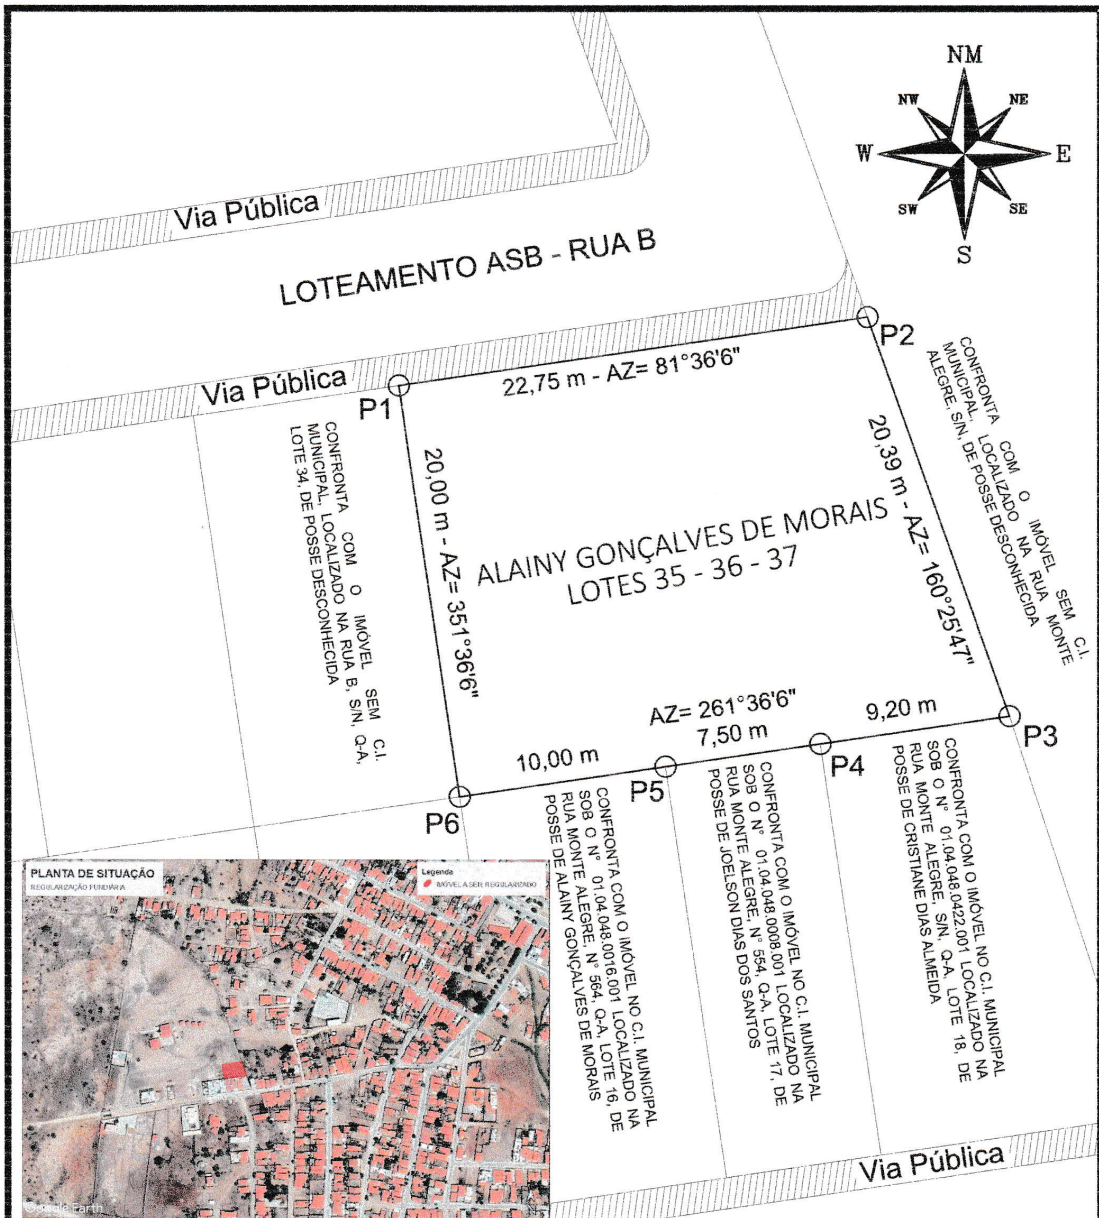 NM
NW
NE
W
E
SW
SE
S
Via Pública
LOTEAMENTO ASB - RUA B
Via Pública
P1
P2
22,75 m - AZ= 81°36'6"
CONFRONTA COM O IMÓVEL SEM C.I.
MUNICIPAL, LOCALIZADO NA RUA MONTE
ALEGRE, S/N, DE POSSE DESCONHECIDA
20,39 m - AZ= 160°25'47"
CONFRONTA COM O IMÓVEL SEM C.I.
MUNICIPAL, LOCALIZADO NA RUA B, S/N, Q-A,
LOTE 34, DE POSSE DESCONHECIDA
20,00 m - AZ= 351°36'6"
ALAINY GONÇALVES DE MORAIS
LOTES 35 - 36 - 37
AZ= 261°36'6"
10,00 m
7,50 m
9,20 m
P3
P4
P5
P6
CONFRONTA COM O IMÓVEL NO C.I. MUNICIPAL
SOB O N° 01.04.048.0016.001 LOCALIZADO NA
RUA MONTE ALEGRE, N° 564, Q-A, LOTE 16, DE
POSSE DE ALAINY GONÇALVES DE MORAIS
CONFRONTA COM O IMÓVEL NO C.I. MUNICIPAL
SOB O N° 01.04.048.0008.001 LOCALIZADO NA
RUA MONTE ALEGRE, N° 554, Q-A, LOTE 17, DE
POSSE DE JOELSON DIAS DOS SANTOS
CONFRONTA COM O IMÓVEL NO C.I. MUNICIPAL
SOB O N° 01.04.048.0422.001 LOCALIZADO NA
RUA MONTE ALEGRE, S/N, Q-A, LOTE 18, DE
POSSE DE CRISTIANE DIAS ALMEIDA
PLANTA DE SITUAÇÃO
REGULARIZAÇÃO FUNDIÁRIA
Legenda
IMÓVEL A SER REGULARIZADO
Google Earth
Via Pública